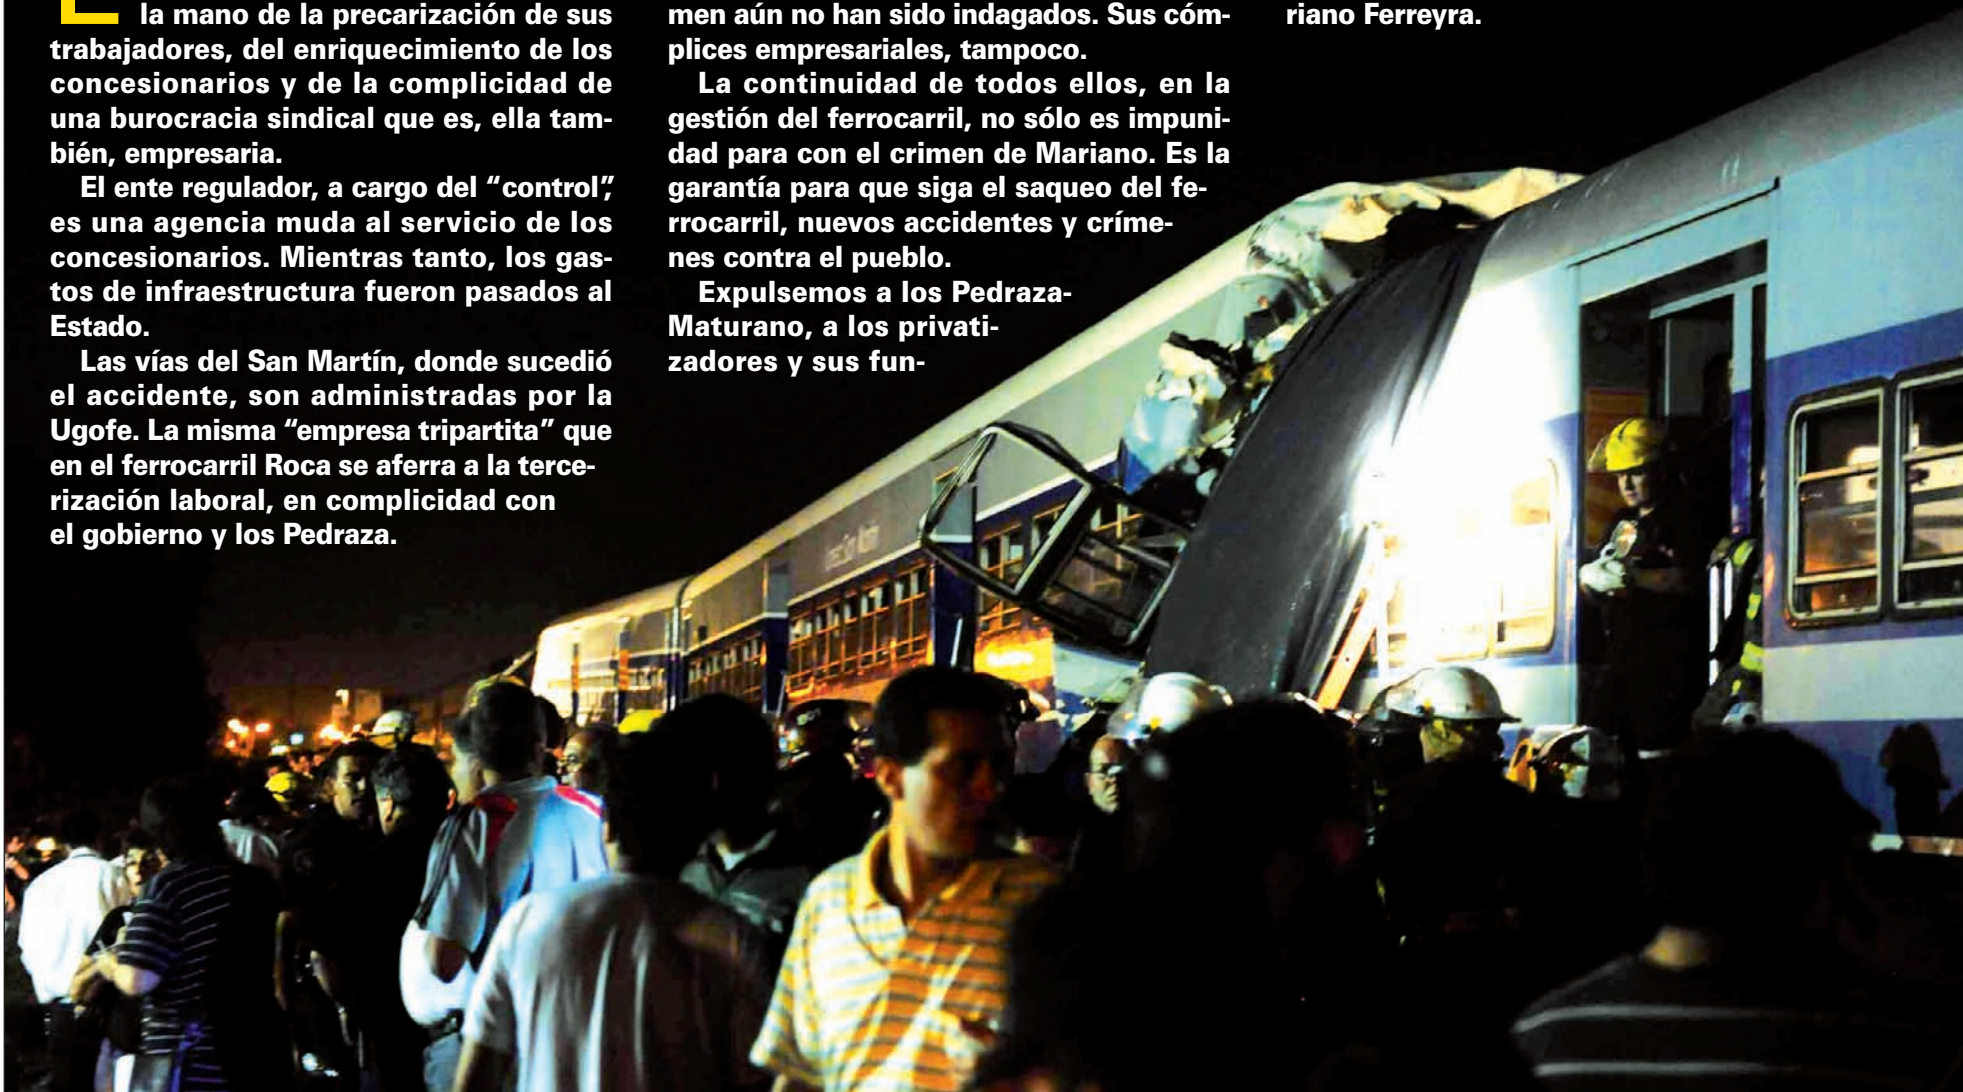 la mano de la precarización de sus
trabajadores, del enriquecimiento de los
concesionarios y de la complicidad de
una burocracia sindical que es, ella tam-
bién, empresaria.
El ente regulador, a cargo del “control”,
es una agencia muda al servicio de los
concesionarios. Mientras tanto, los gas-
tos de infraestructura fueron pasados al
Estado.
Las vías del San Martín, donde sucedió
el accidente, son administradas por la
Ugofe. La misma “empresa tripartita” que
en el ferrocarril Roca se aferra a la terce-
rización laboral, en complicidad con
el gobierno y los Pedraza.
men aún no han sido indagados. Sus cóm-
plices empresariales, tampoco.
La continuidad de todos ellos, en la
gestión del ferrocarril, no sólo es impuni-
dad para con el crimen de Mariano. Es la
garantía para que siga el saqueo del fe-
rrocarril, nuevos accidentes y críme-
nes contra el pueblo.
Expulsemos a los Pedraza-
Maturano, a los privati-
zadores y sus fun-
riano Ferreyra.